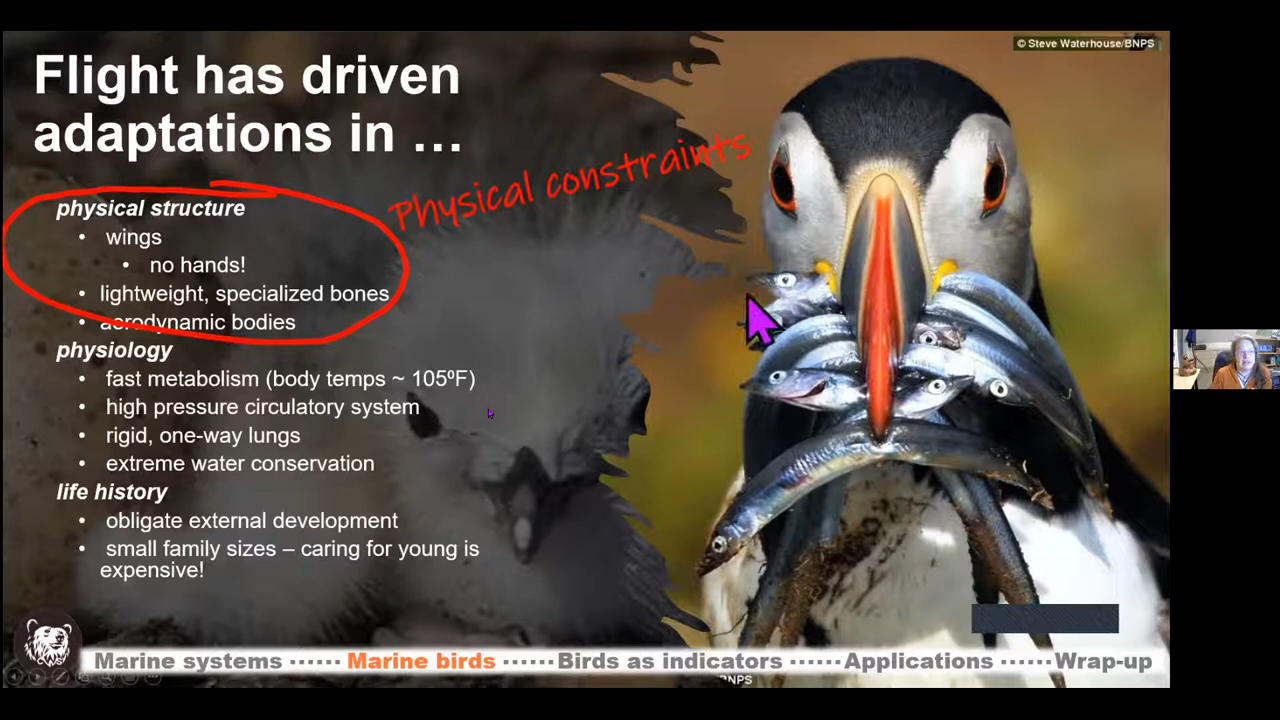 © Steve Waterhouse/BNPS
Flight has driven
adaptations in …
Physical constraints
physical structure
• wings
• no hands!
• lightweight, specialized bones
• aerodynamic bodies
physiology
• fast metabolism (body temps ~ 105ºF)
• high pressure circulatory system
• rigid, one-way lungs
• extreme water conservation
life history
• obligate external development
• small family sizes – caring for young is
expensive!
Marine systems ······ Marine birds ······ Birds as indicators ······ Applications ······ Wrap-up
BNPS